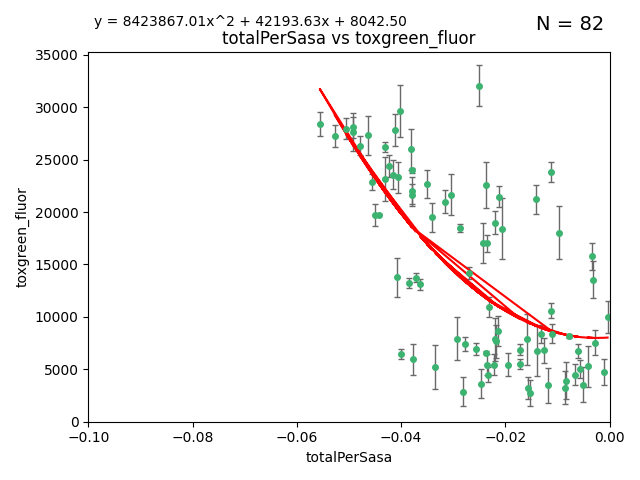 y = 8423867.01x^2 + 42193.63x + 8042.50
N = 82
totalPerSasa vs toxgreen_fluor
35000
30000
25000
20000
15000
10000
5000
0
toxgreen_fluor
−0.10
−0.08
−0.06
−0.04
−0.02
0.00
totalPerSasa